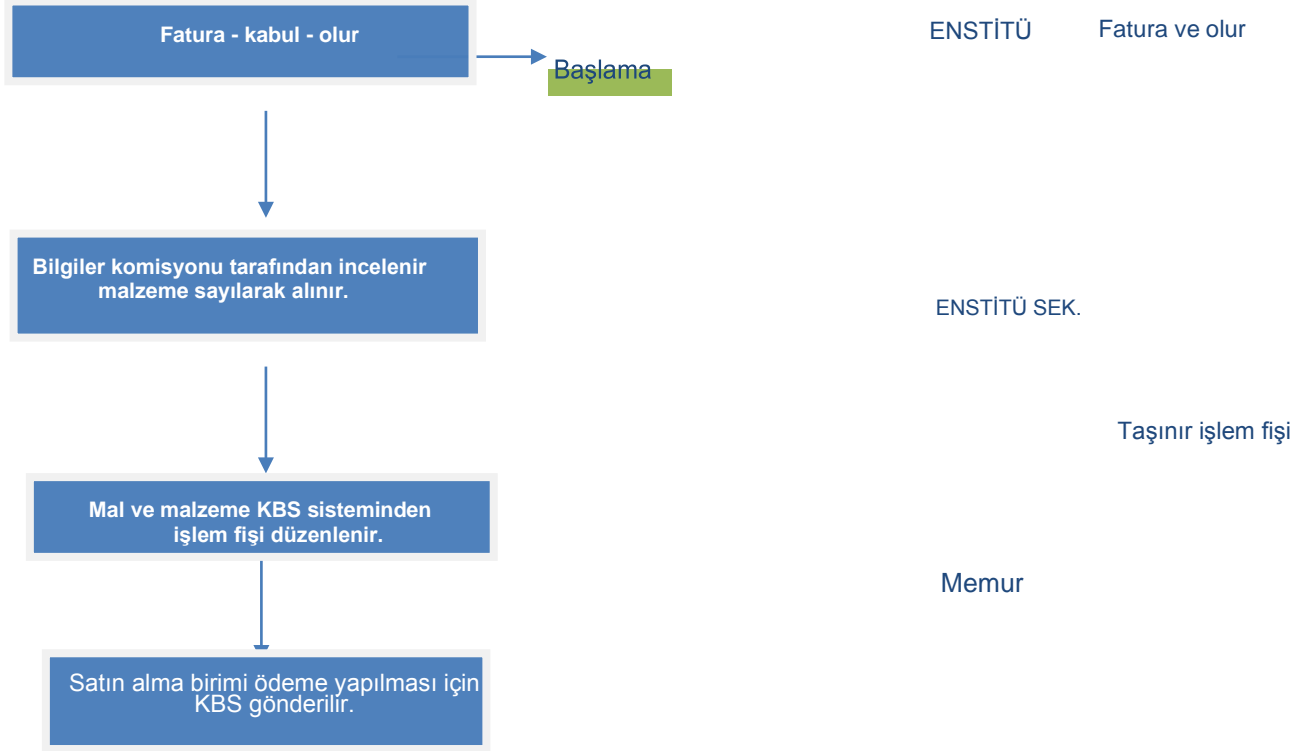 Fatura - kabul - olur
Başlama
ENSTİTÜ
Fatura ve olur
Bilgiler komisyonu tarafından incelenir
malzeme sayılarak alınır.
ENSTİTÜ SEK.
Taşınır işlem fişi
Mal ve malzeme KBS sisteminden
işlem fişi düzenlenir.
Memur
Satın alma birimi ödeme yapılması için
KBS gönderilir.